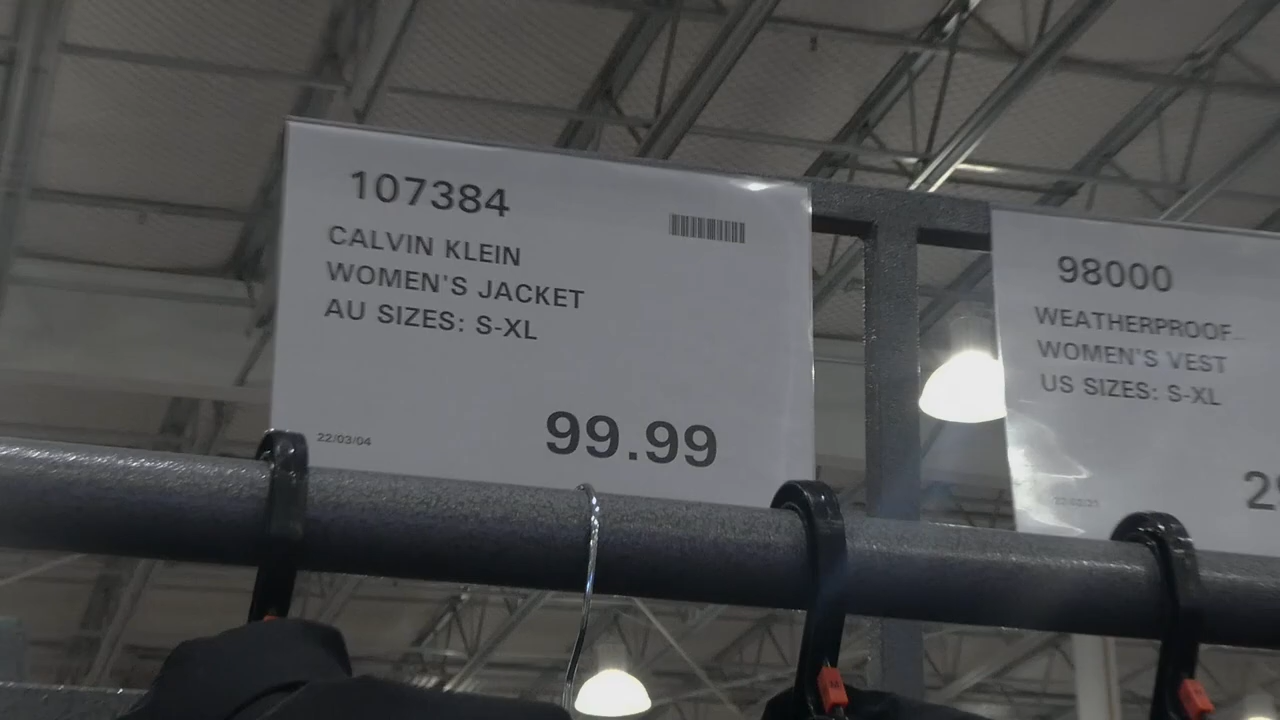 107384
CALVIN KLEIN
WOMEN'S JACKET
AU SIZES: S-XL
99.99
22/03/04
98000
WEATHERPROOF
WOMEN'S VEST
US SIZES: S-XL